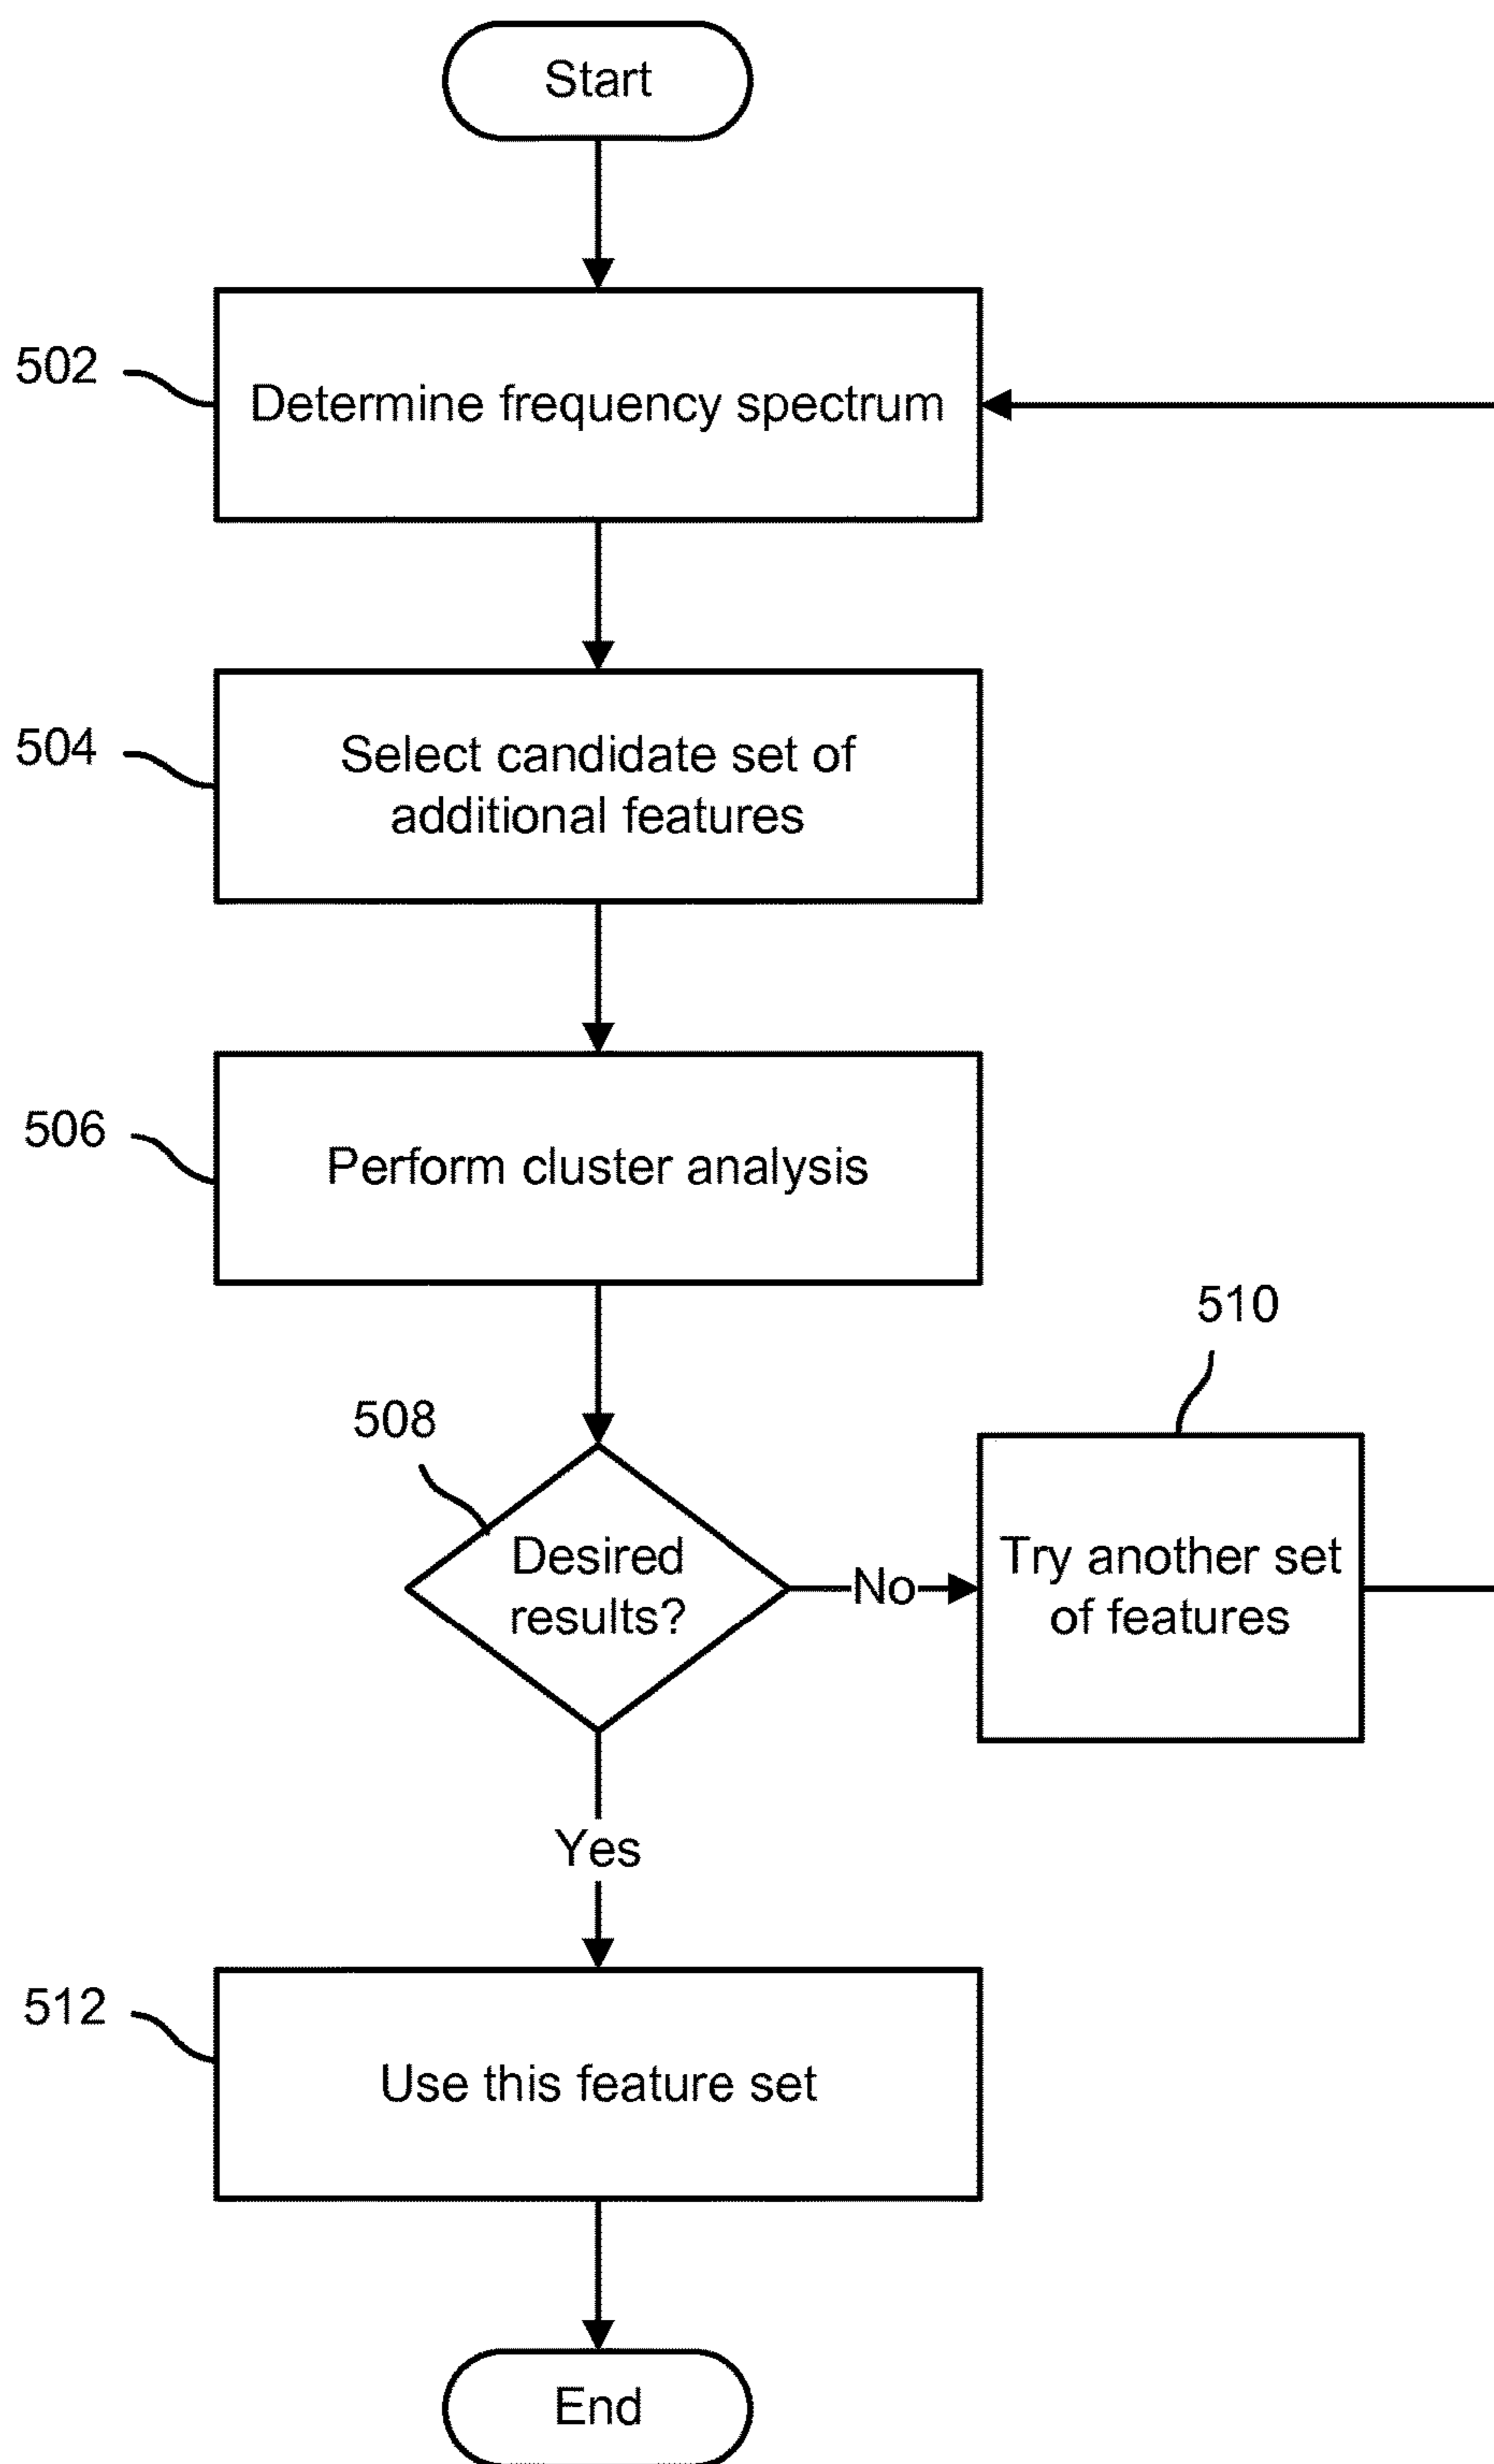 Start
502
Determine frequency spectrum
504
Select candidate set of
additional features
506
Perform cluster analysis
510
508
Desired
results?
No
Try another set
of features
Yes
512
Use this feature set
End